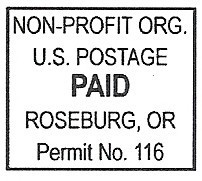 NON-PROFIT ORG.
U.S. POSTAGE
PAID
ROSEBURG, OR
Permit No. 116